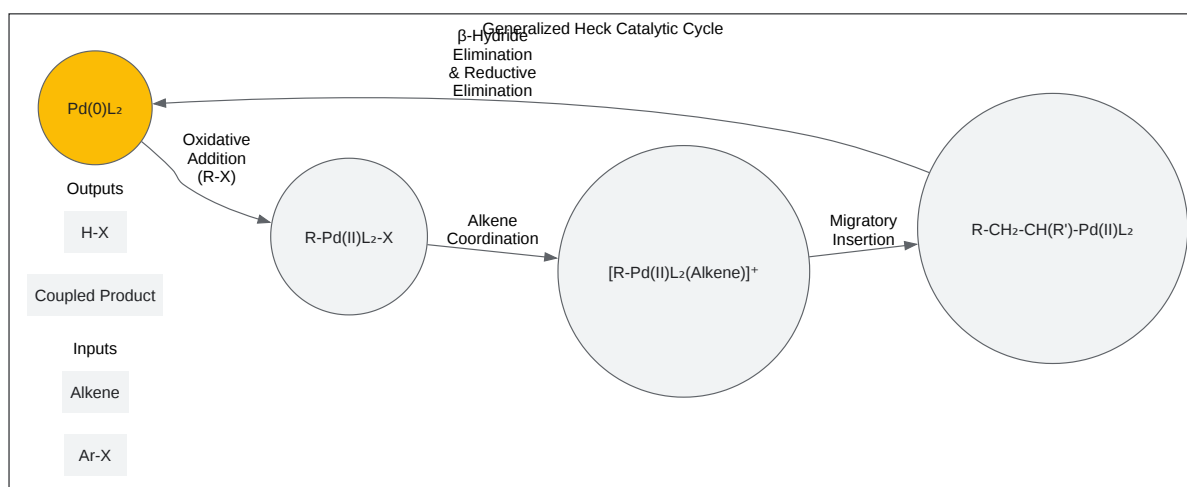 Generalized Heck Catalytic Cycle
β-Hydride
Elimination
& Reductive
Elimination
Pd(0)L₂
Oxidative
Addition
(R-X)
Outputs
H-X
Coupled Product
Inputs
Alkene
Ar-X
R-Pd(II)L₂-X
Alkene
Coordination
[R-Pd(II)L₂(Alkene)]⁺
Migratory
Insertion
R-CH₂-CH(R')-Pd(II)L₂